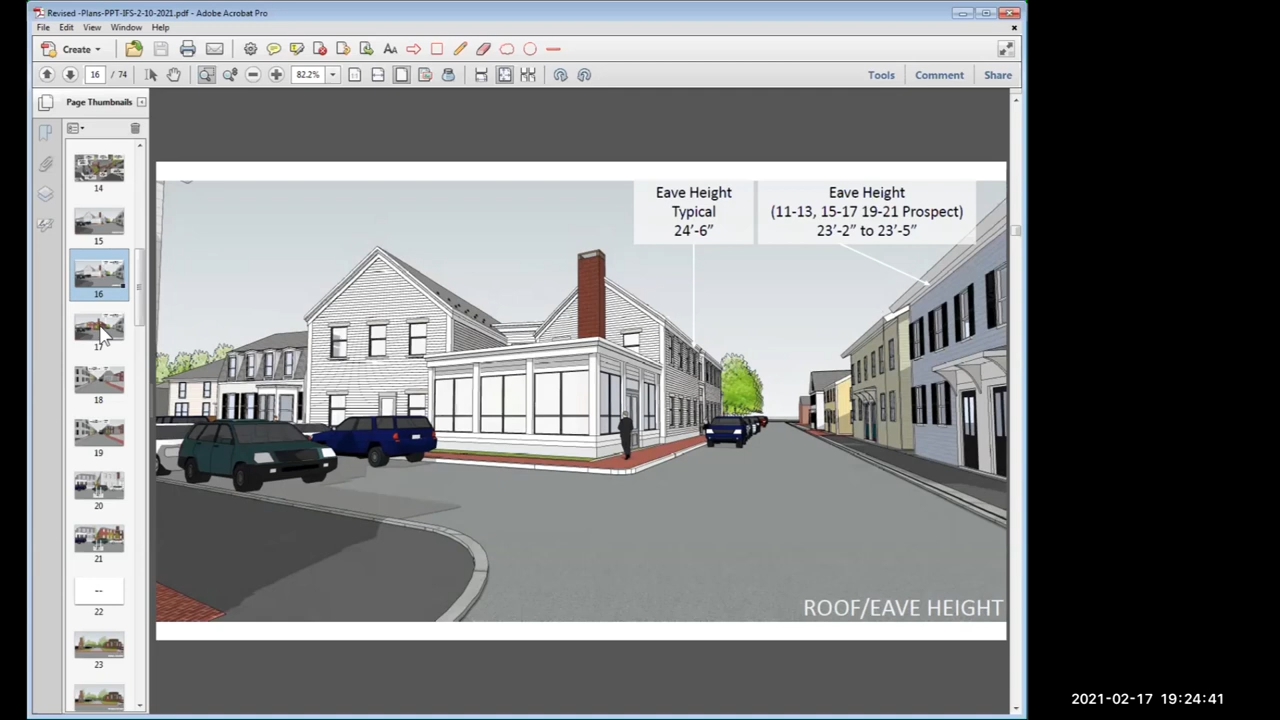 Revised -Plans-PPT-IFS-2-10-2021.pdf - Adobe Acrobat Pro
File Edit View Window Help
Create
16 / 74 82.2% Tools Comment Share
Page Thumbnails
14
15
16
17
18
19
20
21
--
22
23
Eave Height
Typical
24'-6"
Eave Height
(11-13, 15-17 19-21 Prospect)
23'-2" to 23'-5"
ROOF/EAVE HEIGHT
2021-02-17 19:24:41